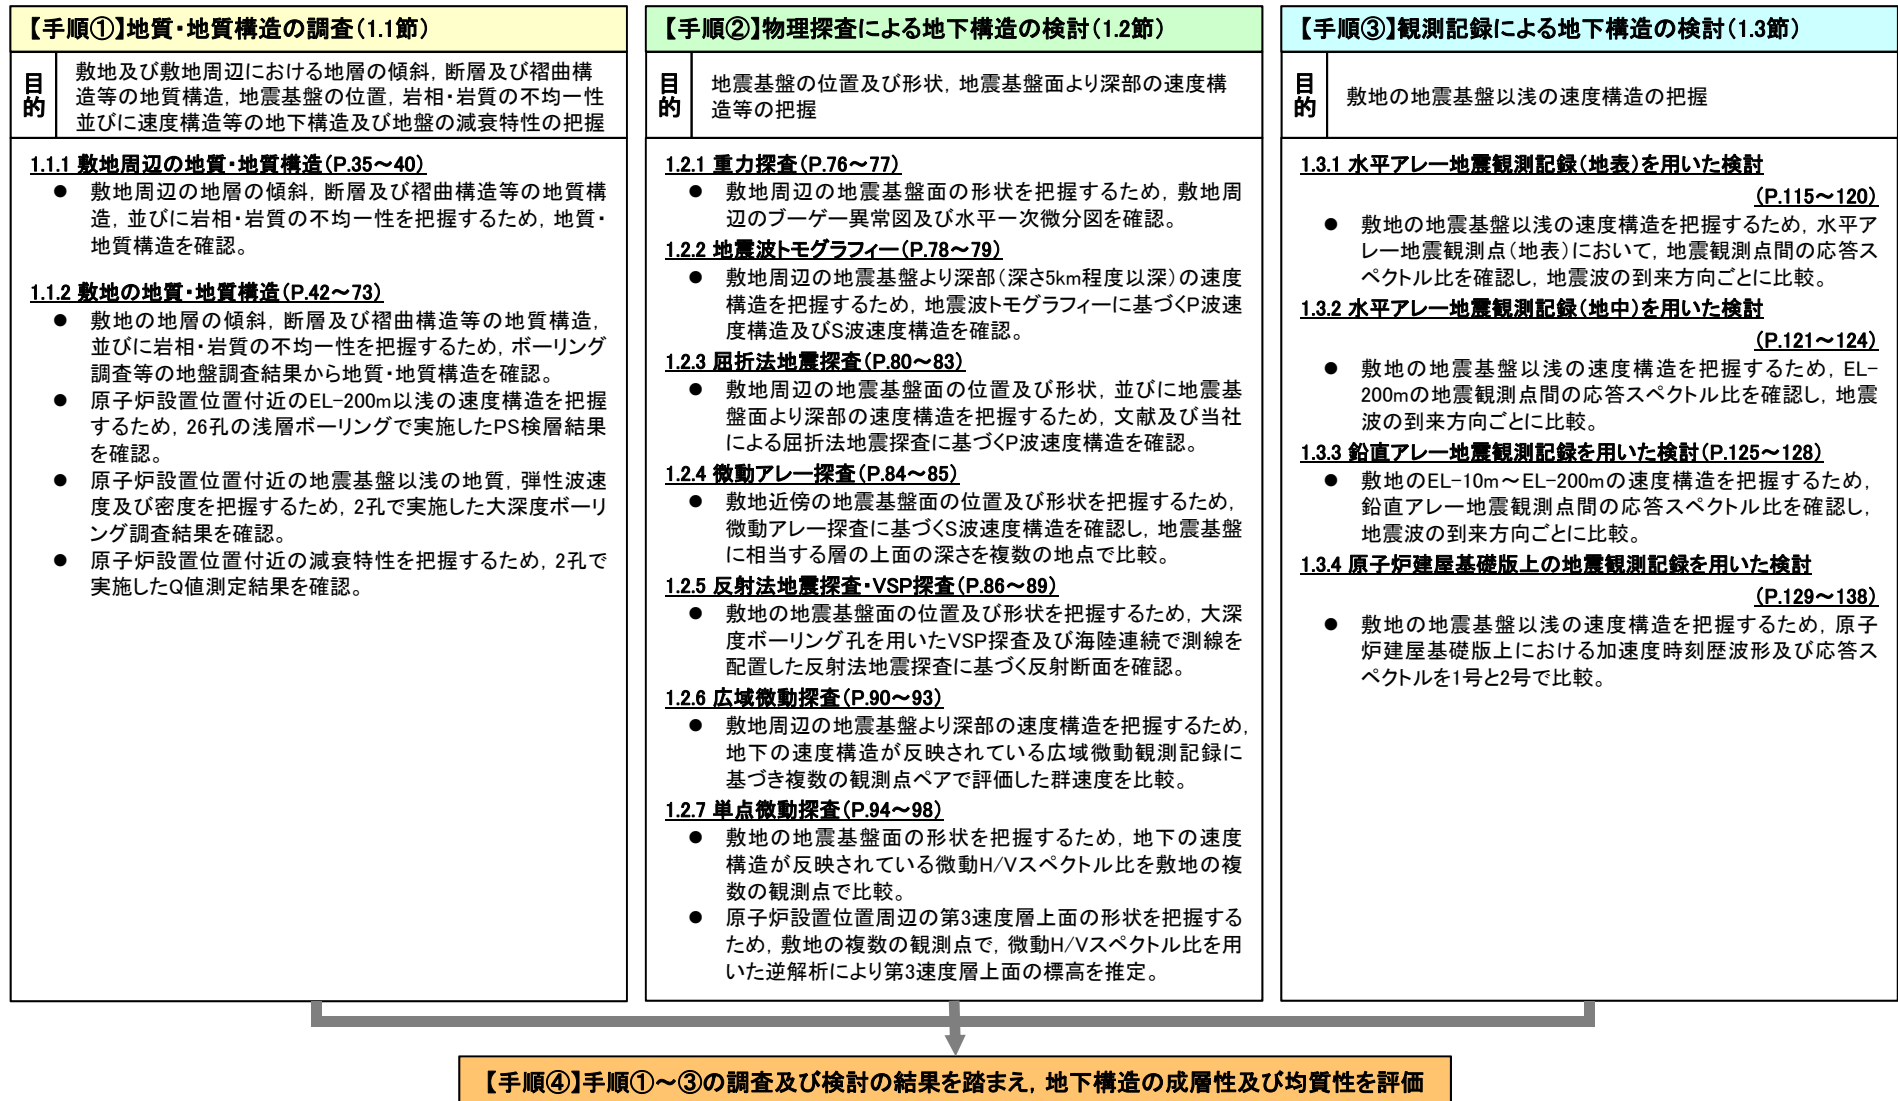 【手順①】地質・地質構造の調査(1.1節)
目的
敷地及び敷地周辺における地層の傾斜, 断層及び褶曲構
造等の地質構造, 地震基盤の位置, 岩相・岩質の不均一性
並びに速度構造等の地下構造及び地盤の減衰特性の把握
1.1.1 敷地周辺の地質・地質構造(P.35～40)
● 敷地周辺の地層の傾斜, 断層及び褶曲構造等の地質構
造, 並びに岩相・岩質の不均一性を把握するため, 地質・
地質構造を確認。
1.1.2 敷地の地質・地質構造(P.42～73)
● 敷地の地層の傾斜, 断層及び褶曲構造等の地質構造,
並びに岩相・岩質の不均一性を把握するため, ボーリング
調査等の地盤調査結果から地質・地質構造を確認。
● 原子炉設置位置付近のEL-200m以浅の速度構造を把握
するため, 26孔の浅層ボーリングで実施したPS検層結果
を確認。
● 原子炉設置位置付近の地震基盤以浅の地質, 弾性波速
度及び密度を把握するため, 2孔で実施した大深度ボーリ
ング調査結果を確認。
● 原子炉設置位置付近の減衰特性を把握するため, 2孔で
実施したQ値測定結果を確認。
【手順②】物理探査による地下構造の検討(1.2節)
目的
地震基盤の位置及び形状, 地震基盤面より深部の速度構
造等の把握
1.2.1 重力探査(P.76～77)
● 敷地周辺の地震基盤面の形状を把握するため, 敷地周
辺のブーゲー異常図及び水平一次微分図を確認。
1.2.2 地震波トモグラフィー(P.78～79)
● 敷地周辺の地震基盤より深部(深さ5km程度以深)の速度
構造を把握するため, 地震波トモグラフィーに基づくP波速
度構造及びS波速度構造を確認。
1.2.3 屈折法地震探査(P.80～83)
● 敷地周辺の地震基盤面の位置及び形状, 並びに地震基
盤面より深部の速度構造を把握するため, 文献及び当社
による屈折法地震探査に基づくP波速度構造を確認。
1.2.4 微動アレー探査(P.84～85)
● 敷地近傍の地震基盤面の位置及び形状を把握するため,
微動アレー探査に基づくS波速度構造を確認し, 地震基盤
に相当する層の上面の深さを複数の地点で比較。
1.2.5 反射法地震探査・VSP探査(P.86～89)
● 敷地の地震基盤面の位置及び形状を把握するため, 大深
度ボーリング孔を用いたVSP探査及び海陸連続で測線を
配置した反射法地震探査に基づく反射断面を確認。
1.2.6 広域微動探査(P.90～93)
● 敷地周辺の地震基盤より深部の速度構造を把握するため,
地下の速度構造が反映されている広域微動観測記録に
基づき複数の観測点ペアで評価した群速度を比較。
1.2.7 単点微動探査(P.94～98)
● 敷地の地震基盤面の形状を把握するため, 地下の速度
構造が反映されている微動H/Vスペクトル比を敷地の複
数の観測点で比較。
● 原子炉設置位置周辺の第3速度層上面の形状を把握する
ため, 敷地の複数の観測点で, 微動H/Vスペクトル比を用
いた逆解析により第3速度層上面の標高を推定。
【手順③】観測記録による地下構造の検討(1.3節)
目的
敷地の地震基盤以浅の速度構造の把握
1.3.1 水平アレー地震観測記録(地表)を用いた検討
(P.115～120)
● 敷地の地震基盤以浅の速度構造を把握するため, 水平ア
レー地震観測点(地表)において, 地震観測点間の応答ス
ペクトル比を確認し, 地震波の到来方向ごとに比較。
1.3.2 水平アレー地震観測記録(地中)を用いた検討
(P.121～124)
● 敷地の地震基盤以浅の速度構造を把握するため, EL-
200mの地震観測点間の応答スペクトル比を確認し, 地震
波の到来方向ごとに比較。
1.3.3 鉛直アレー地震観測記録を用いた検討(P.125～128)
● 敷地のEL-10m～EL-200mの速度構造を把握するため,
鉛直アレー地震観測点間の応答スペクトル比を確認し,
地震波の到来方向ごとに比較。
1.3.4 原子炉建屋基礎版上の地震観測記録を用いた検討
(P.129～138)
● 敷地の地震基盤以浅の速度構造を把握するため, 原子
炉建屋基礎版上における加速度時刻歴波形及び応答ス
ペクトルを1号と2号で比較。
【手順④】手順①～③の調査及び検討の結果を踏まえ, 地下構造の成層性及び均質性を評価